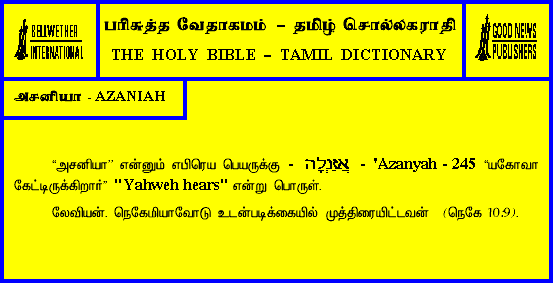 BELLWETHER
INTERNATIONAL
பரிசுத்த வேதாகமம் – தமிழ் சொல்லகராதி
THE HOLY BIBLE – TAMIL DICTIONARY
GOOD NEWS
PUBLISHERS
அசனியா - AZANIAH
“அசனியா” என்னும் எபிரெய பெயருக்கு - אֲזַנְלָה - 'Azanyah - 245 “யகோவா
கேட்டிருக்கிறார்” "Yahweh hears" என்று பொருள்.
லேவியன். நெகேமியாவோடு உடன்படிக்கையில் முத்திரையிட்டவன் (நெகே 10:9).